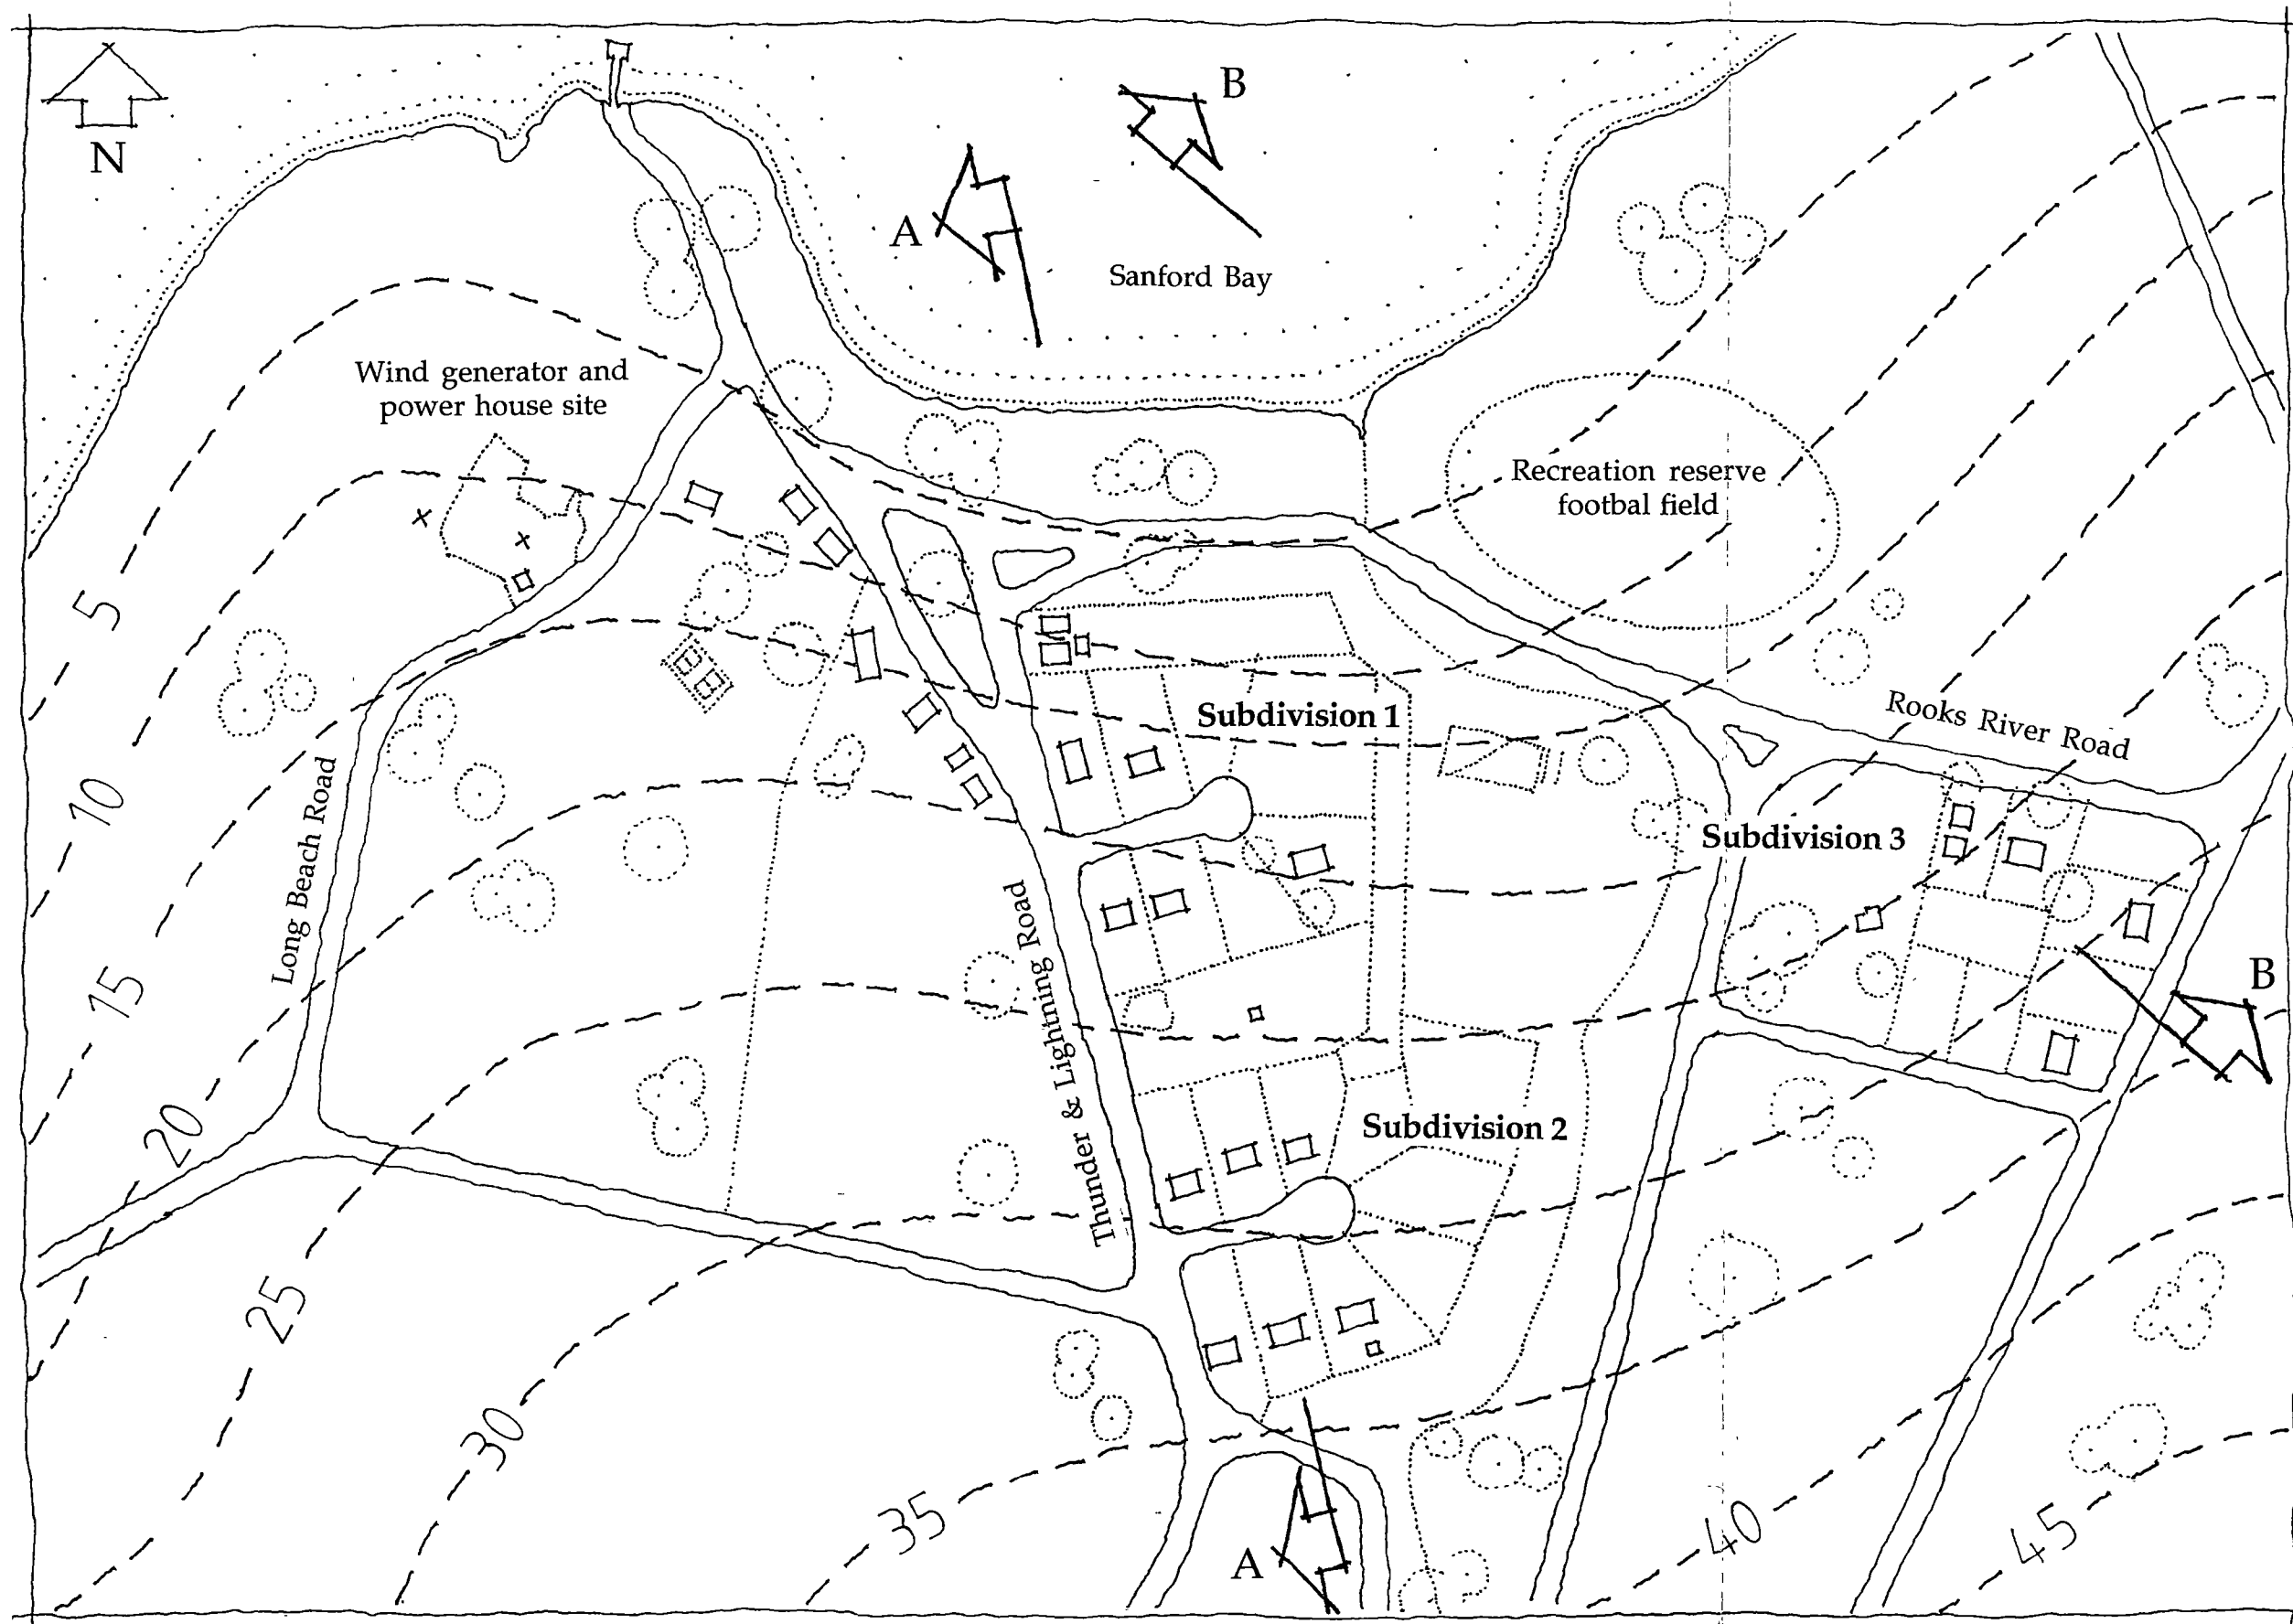 B
N
A
Sanford Bay
Wind generator and
power house site
Recreation reserve
footbal field
5
Subdivision 1
Rooks River Road
10
Long Beach Road
Subdivision 3
Thunder & Lightning Road
15
B
20
Subdivision 2
25
30
35
40
45
A